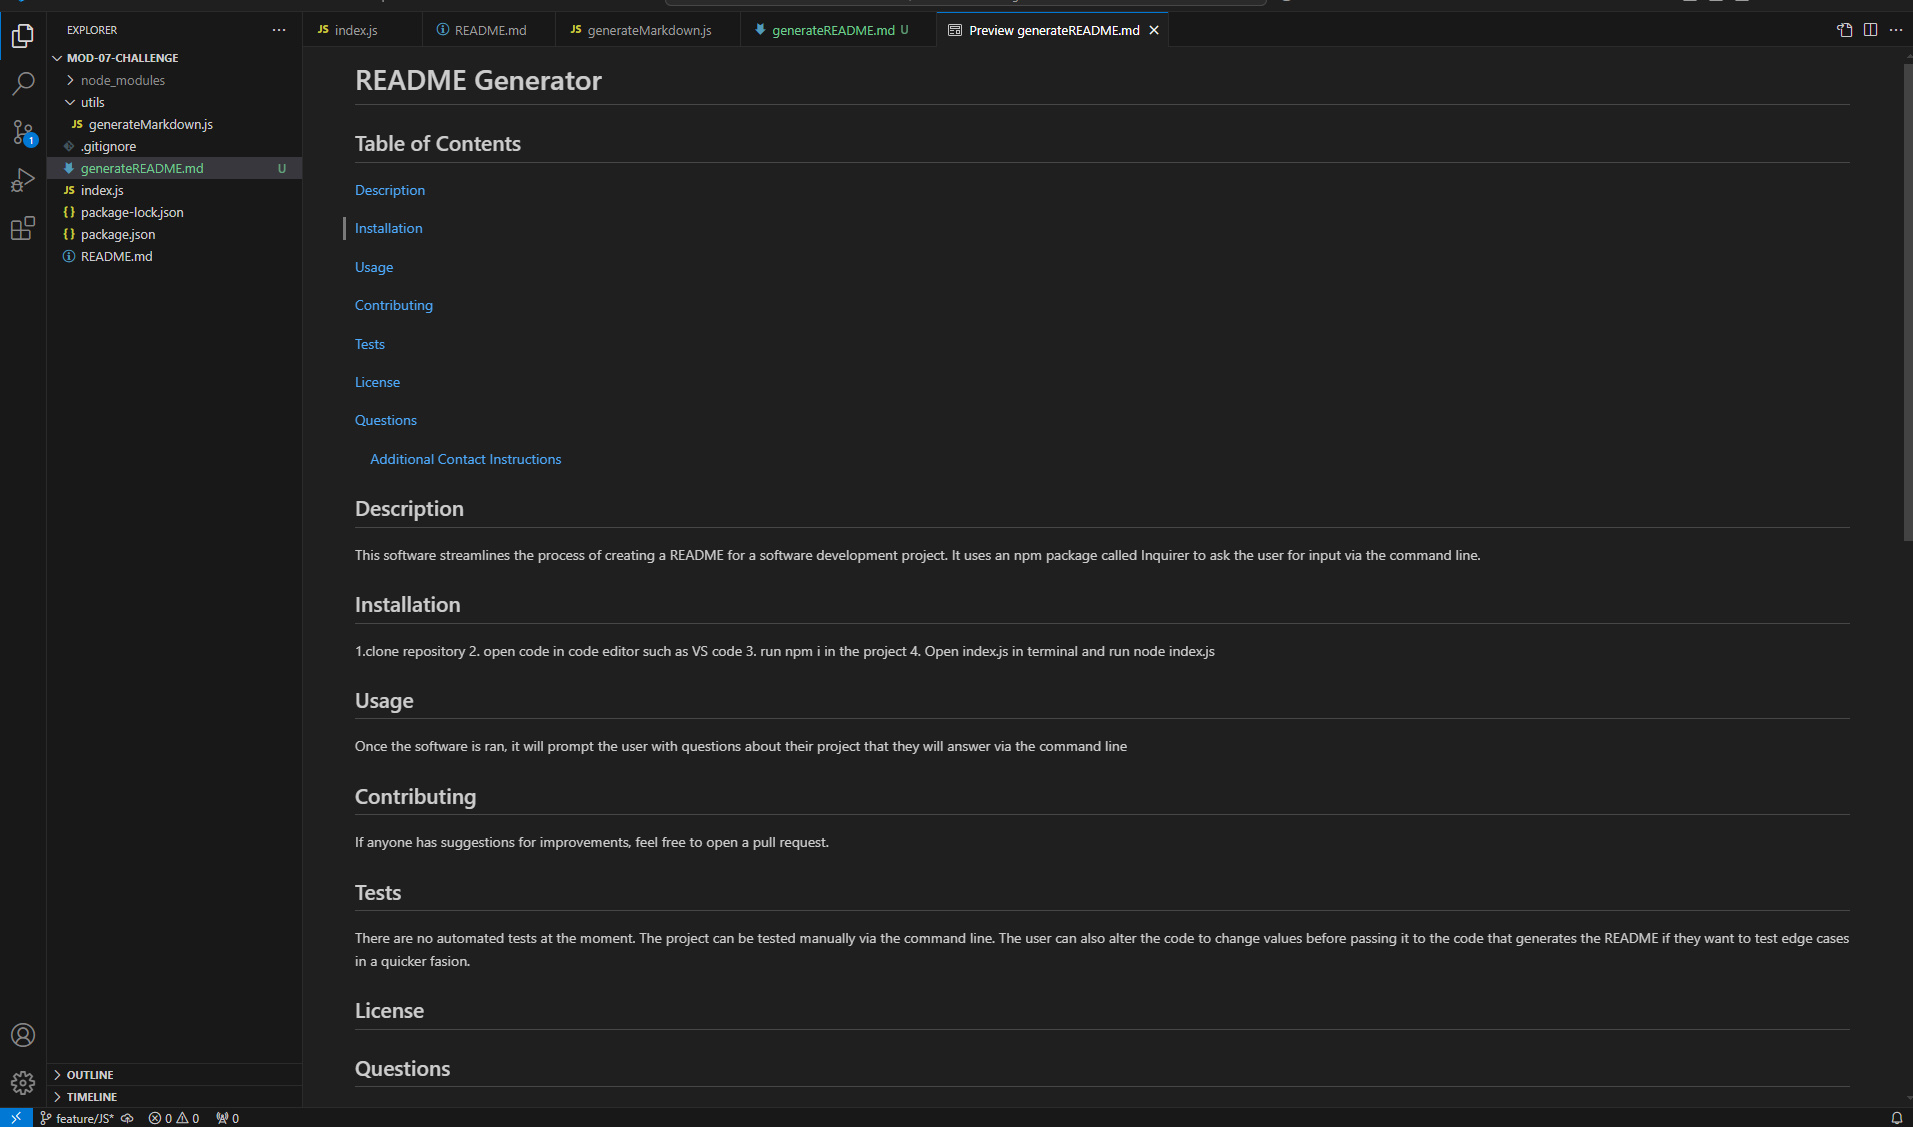 EXPLORER
MOD-07-CHALLENGE
node_modules
utils
JS generateMarkdown.js
.gitignore
generateREADME.md U
JS index.js
{} package-lock.json
{} package.json
README.md
OUTLINE
TIMELINE
JS index.js
README.md
JS generateMarkdown.js
generateREADME.md U
Preview generateREADME.md
README Generator
Table of Contents
Description
Installation
Usage
Contributing
Tests
License
Questions
Additional Contact Instructions
Description
This software streamlines the process of creating a README for a software development project. It uses an npm package called Inquirer to ask the user for input via the command line.
Installation
1.clone repository 2. open code in code editor such as VS code 3. run npm i in the project 4. Open index.js in terminal and run node index.js
Usage
Once the software is ran, it will prompt the user with questions about their project that they will answer via the command line
Contributing
If anyone has suggestions for improvements, feel free to open a pull request.
Tests
There are no automated tests at the moment. The project can be tested manually via the command line. The user can also alter the code to change values before passing it to the code that generates the README if they want to test edge cases
in a quicker fasion.
License
Questions
1
feature/JS* 0 0 0